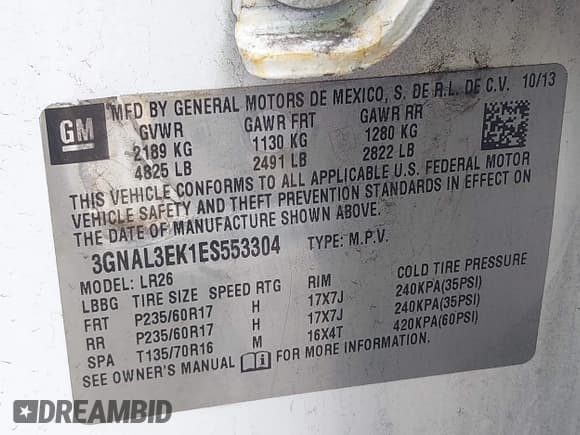 MFD BY GENERAL MOTORS DE MEXICO, S. DE R.L. DE C.V. 10/13
GM
GVWR GAWR FRT GAWR RR
2189 KG 1130 KG 1280 KG
4825 LB 2491 LB 2822 LB
THIS VEHICLE CONFORMS TO ALL APPLICABLE U.S. FEDERAL MOTOR
VEHICLE SAFETY AND THEFT PREVENTION STANDARDS IN EFFECT ON
THE DATE OF MANUFACTURE SHOWN ABOVE.
3GNAL3EK1ES553304 TYPE: M.P.V.
MODEL: LR26
LBBG TIRE SIZE SPEED RTG RIM COLD TIRE PRESSURE
FRT P235/60R17 H 17X7J 240KPA(35PSI)
RR P235/60R17 H 17X7J 240KPA(35PSI)
SPA T135/70R16 M 16X4T 420KPA(60PSI)
SEE OWNER'S MANUAL FOR MORE INFORMATION.
DREAMBID